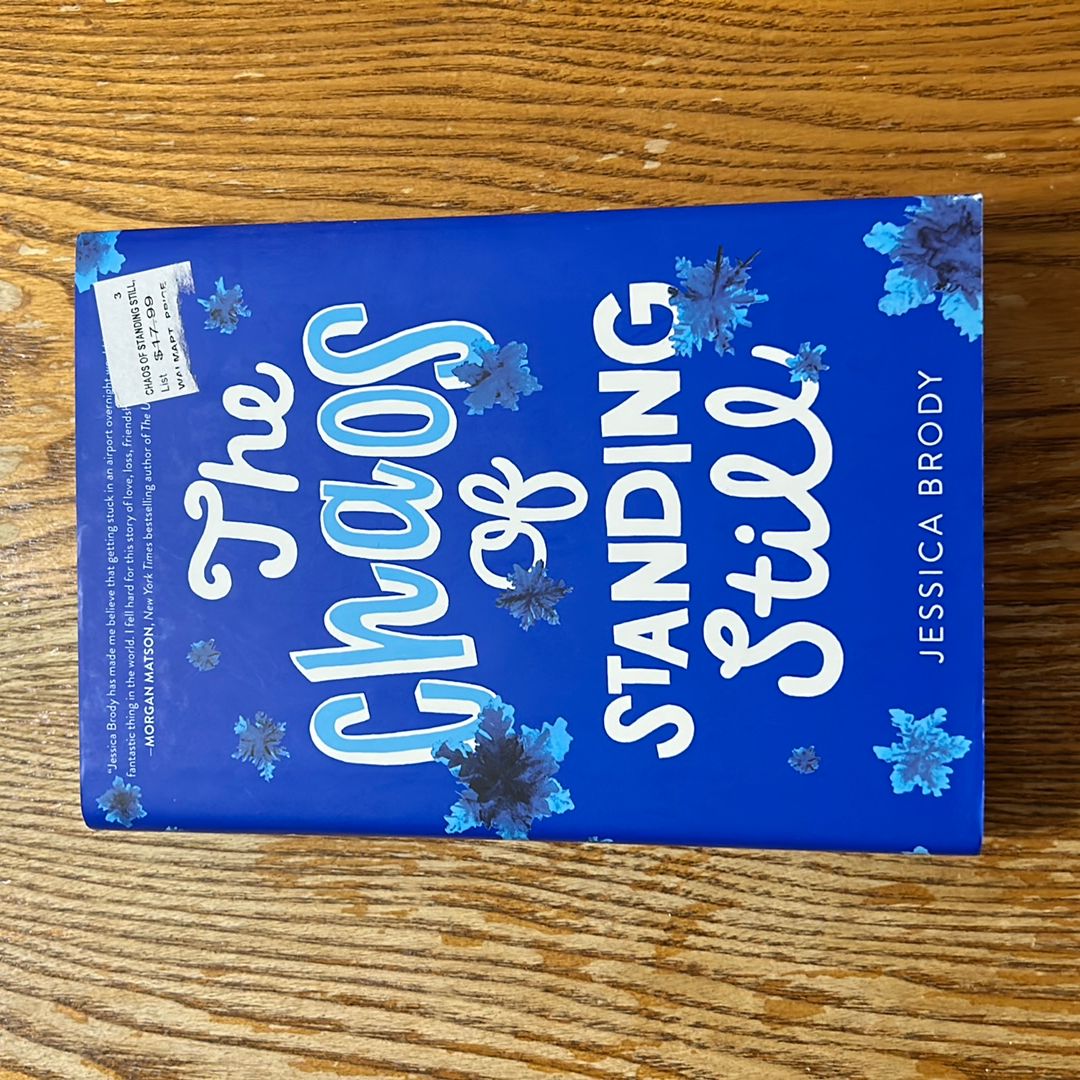 "Jessica Brody has made me believe that getting stuck in an airport overnight
fantastic thing in the world. I fell hard for this story of love, loss,
—MORGAN MATSON, New York Times bestselling author of The
3
CHAOS OF STANDING STILL,
List $17.99
WALMART PRICE
The
Chaos
of
STANDING
Still
JESSICA BRODY